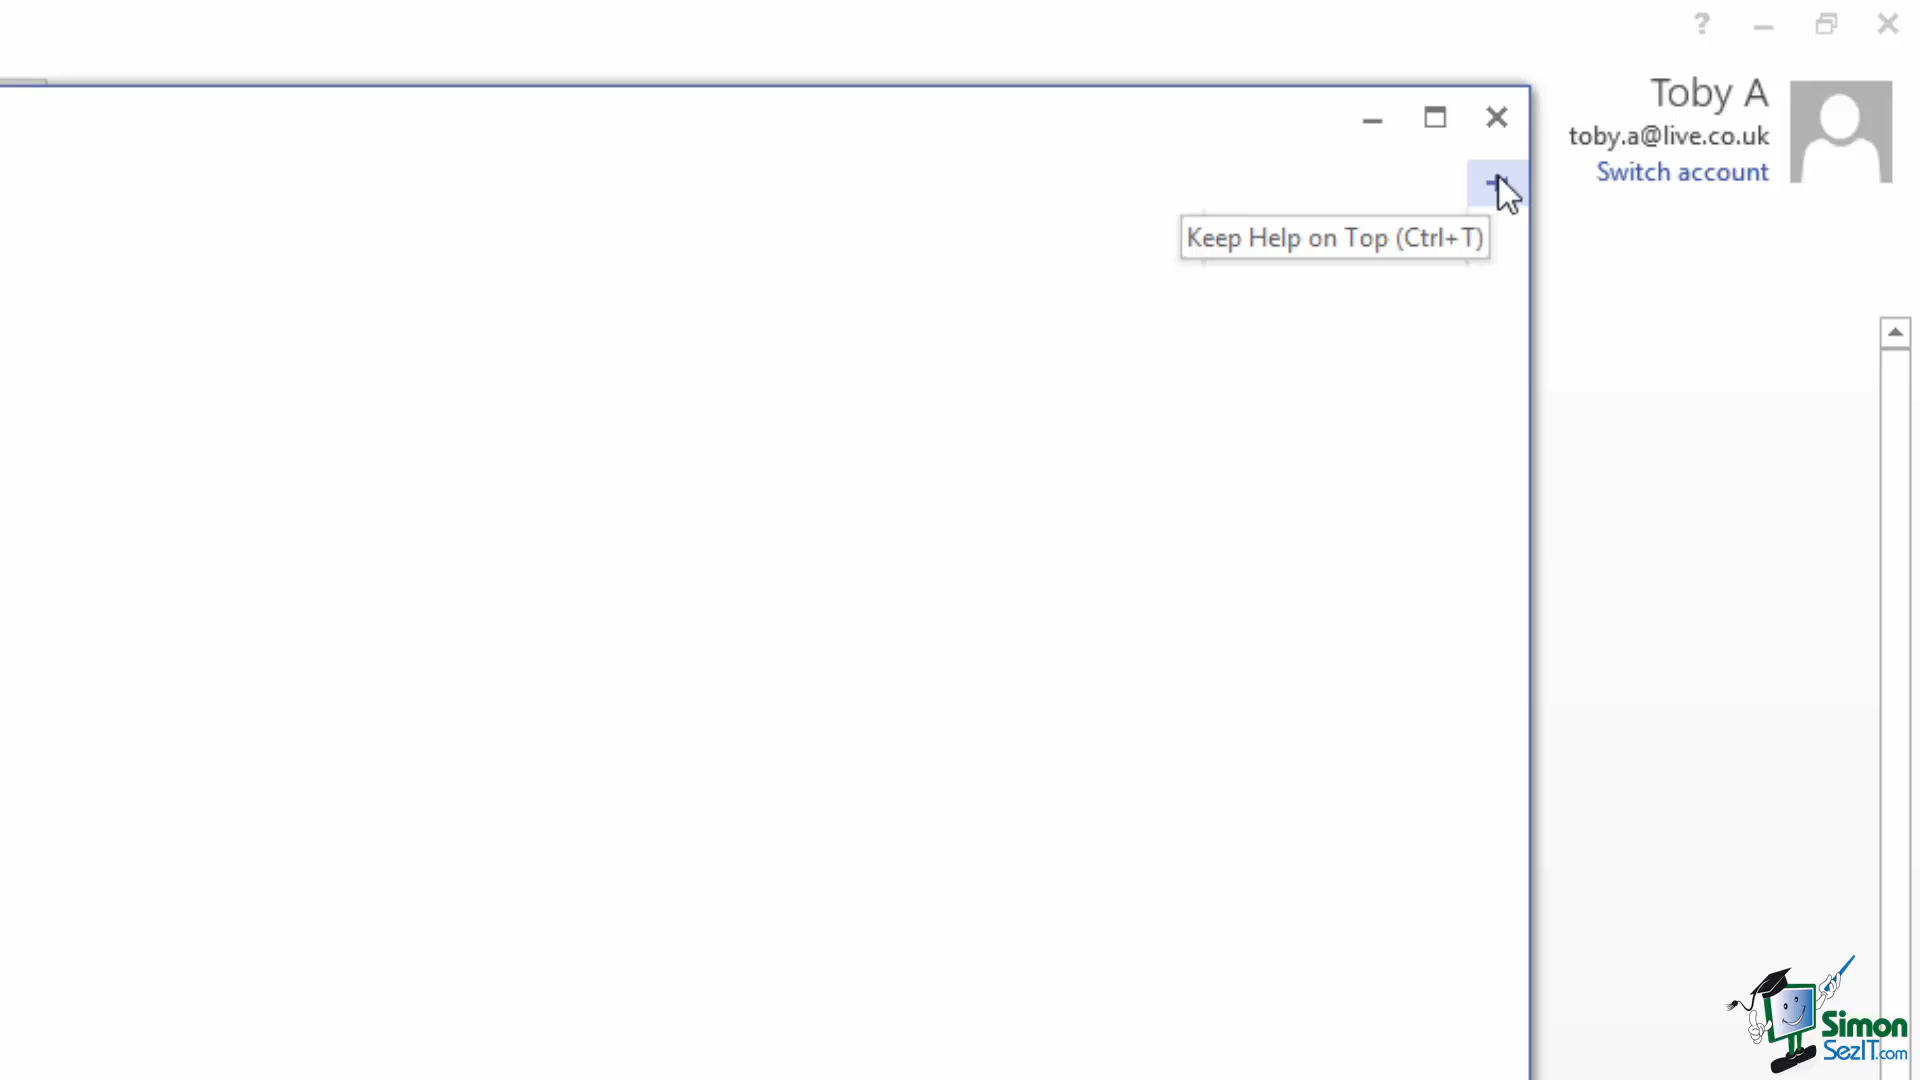 ?
Toby A
toby.a@live.co.uk
Switch account
Keep Help on Top (Ctrl+T)
Simon
SezIT.com